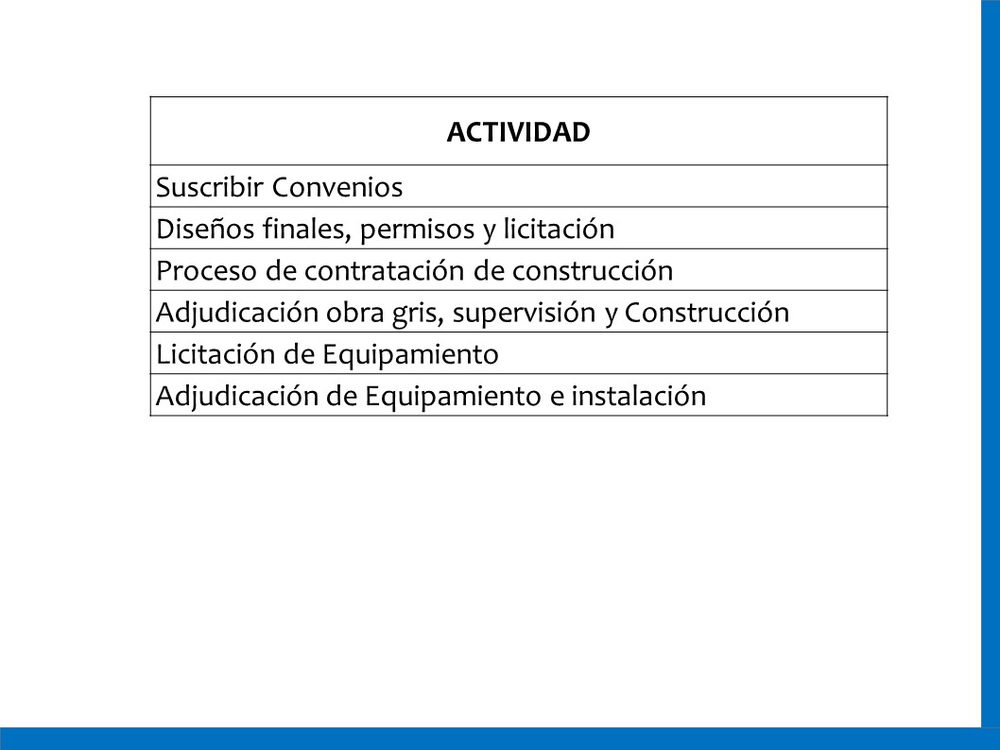 ACTIVIDAD
Suscribir Convenios
Diseños finales, permisos y licitación
Proceso de contratación de construcción
Adjudicación obra gris, supervisión y Construcción
Licitación de Equipamiento
Adjudicación de Equipamiento e instalación